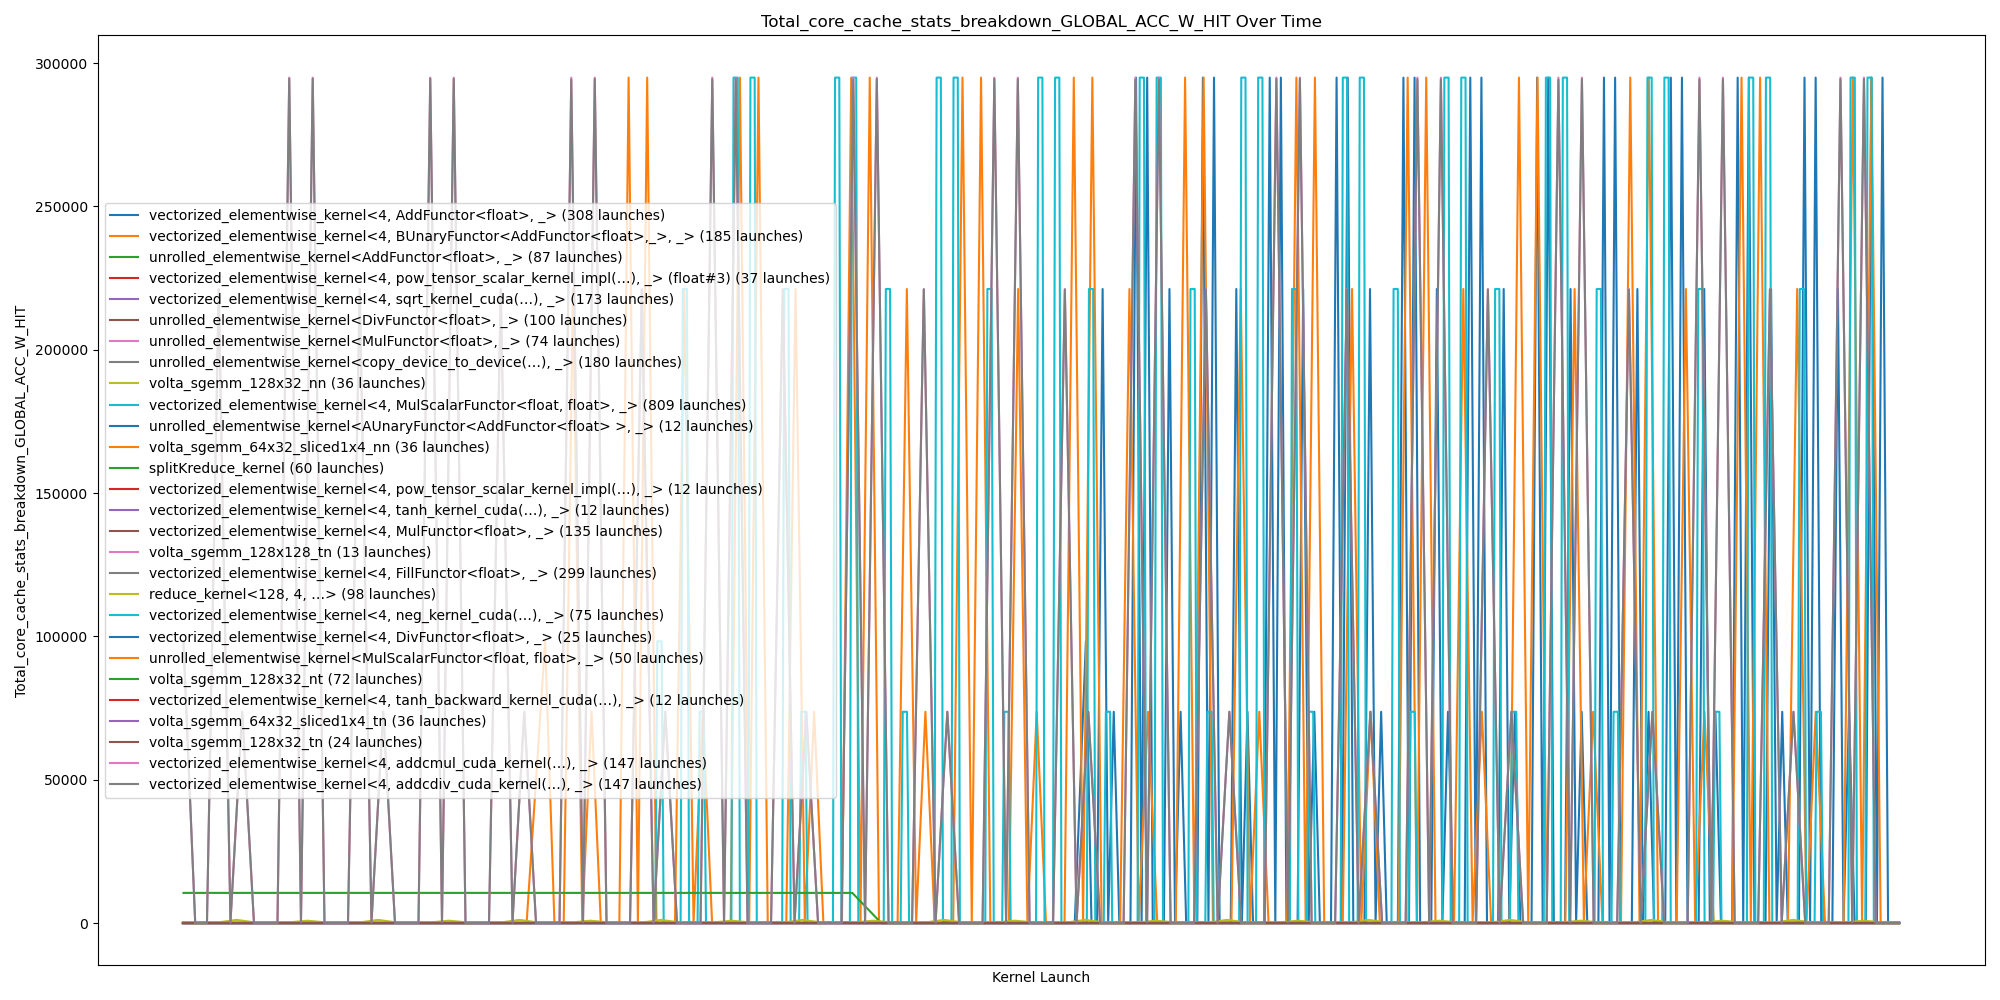 Total_core_cache_stats_breakdown_GLOBAL_ACC_W_HIT Over Time
300000
250000
200000
150000
100000
50000
0
Total_core_cache_stats_breakdown_GLOBAL_ACC_W_HIT
vectorized_elementwise_kernel<4, AddFunctor<float>, _> (308 launches)
vectorized_elementwise_kernel<4, BUnaryFunctor<AddFunctor<float>,_>, _> (185 launches)
unrolled_elementwise_kernel<AddFunctor<float>, _> (87 launches)
vectorized_elementwise_kernel<4, pow_tensor_scalar_kernel_impl(...), _> (float#3) (37 launches)
vectorized_elementwise_kernel<4, sqrt_kernel_cuda(...), _> (173 launches)
unrolled_elementwise_kernel<DivFunctor<float>, _> (100 launches)
unrolled_elementwise_kernel<MulFunctor<float>, _> (74 launches)
unrolled_elementwise_kernel<copy_device_to_device(...), _> (180 launches)
volta_sgemm_128x32_nn (36 launches)
vectorized_elementwise_kernel<4, MulScalarFunctor<float, float>, _> (809 launches)
unrolled_elementwise_kernel<AUnaryFunctor<AddFunctor<float> >, _> (12 launches)
volta_sgemm_64x32_sliced1x4_nn (36 launches)
splitKreduce_kernel (60 launches)
vectorized_elementwise_kernel<4, pow_tensor_scalar_kernel_impl(...), _> (12 launches)
vectorized_elementwise_kernel<4, tanh_kernel_cuda(...), _> (12 launches)
vectorized_elementwise_kernel<4, MulFunctor<float>, _> (135 launches)
volta_sgemm_128x128_tn (13 launches)
vectorized_elementwise_kernel<4, FillFunctor<float>, _> (299 launches)
reduce_kernel<128, 4, ...> (98 launches)
vectorized_elementwise_kernel<4, neg_kernel_cuda(...), _> (75 launches)
vectorized_elementwise_kernel<4, DivFunctor<float>, _> (25 launches)
unrolled_elementwise_kernel<MulScalarFunctor<float, float>, _> (50 launches)
volta_sgemm_128x32_nt (72 launches)
vectorized_elementwise_kernel<4, tanh_backward_kernel_cuda(...), _> (12 launches)
volta_sgemm_64x32_sliced1x4_tn (36 launches)
volta_sgemm_128x32_tn (24 launches)
vectorized_elementwise_kernel<4, addcmul_cuda_kernel(...), _> (147 launches)
vectorized_elementwise_kernel<4, addcdiv_cuda_kernel(...), _> (147 launches)
Kernel Launch